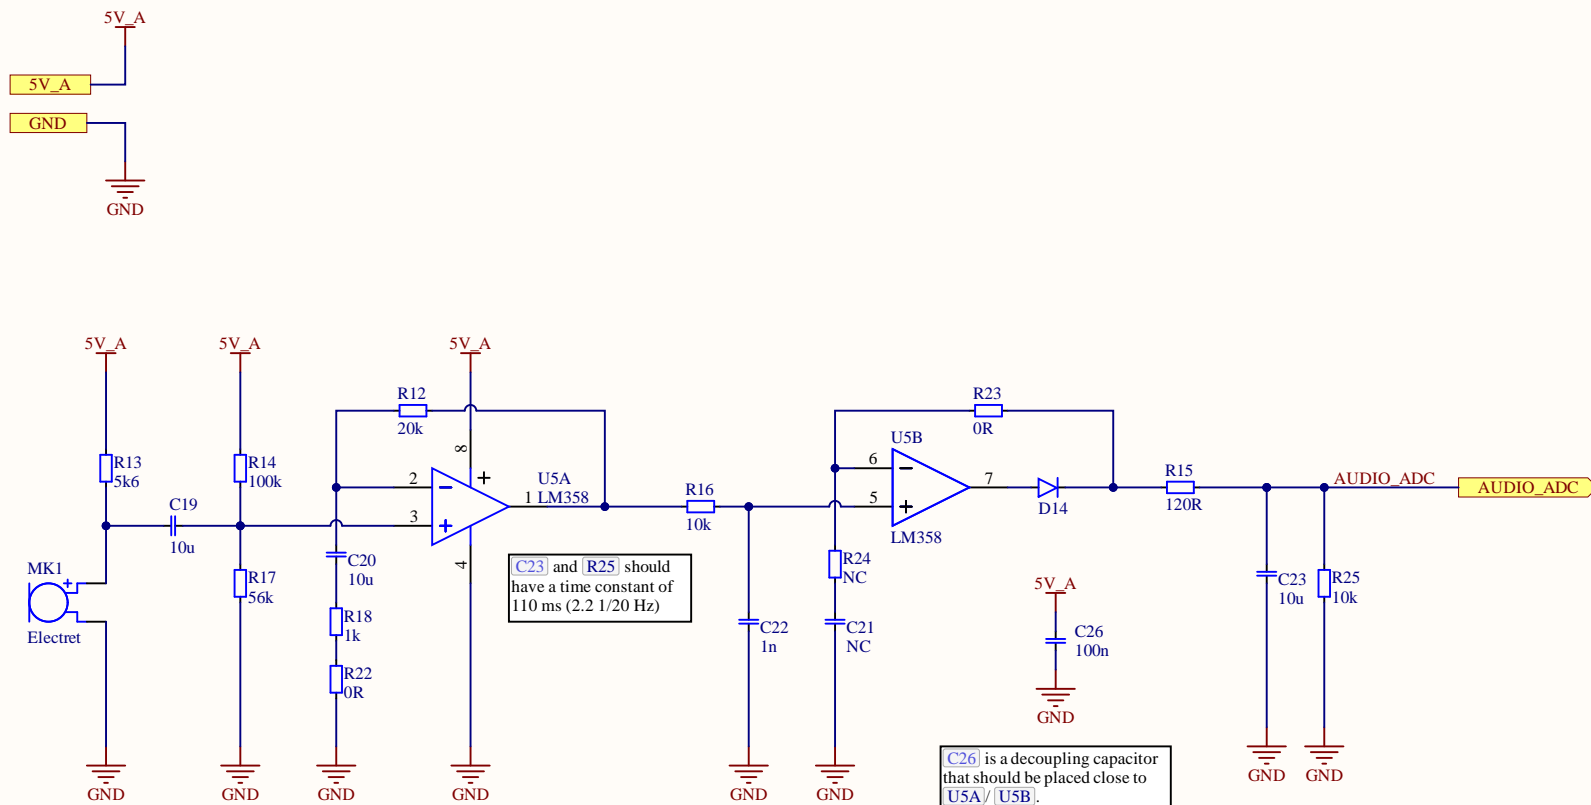 5V_A
5V_A
GND
GND
5V_A
5V_A
5V_A
R12
20k
R23
0R
R13
5k6
R14
100k
8
2
3
4
1
U5A
LM358
U5B
6
5
7
LM358
C19
10u
R16
10k
D14
R15
120R
AUDIO_ADC
AUDIO_ADC
MK1
Electret
R17
56k
C20
10u
R18
1k
R22
0R
C23 and R25 should
have a time constant of
110 ms (2.2 1/20 Hz)
C22
1n
R24
NC
C21
NC
5V_A
C26
100n
GND
C23
10u
R25
10k
GND
GND
GND
GND
GND
GND
GND
GND
C26 is a decoupling capacitor
that should be placed close to
U5A/ U5B.